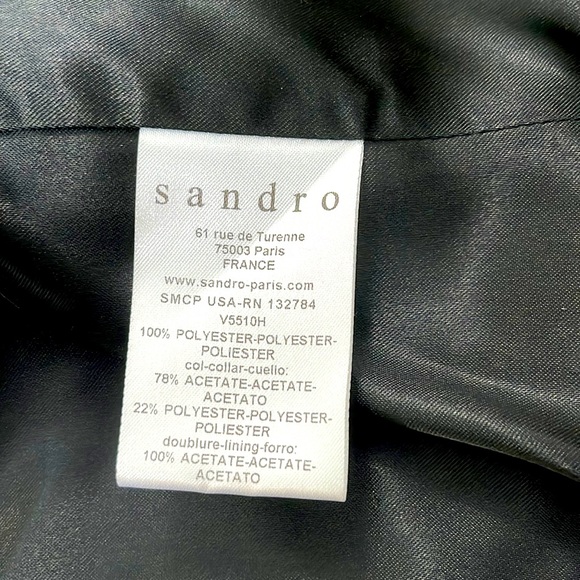 sandro
61 rue de Turenne
75003 Paris
FRANCE
www.sandro-paris.com
SMCP USA-RN 132784
V5510H
100% POLYESTER-POLYESTER-
POLIESTER
col-collar-cuello:
78% ACETATE-ACETATE-
ACETATO
22% POLYESTER-POLYESTER-
POLIESTER
doublure-lining-forro:
100% ACETATE-ACETATE-
ACETATO